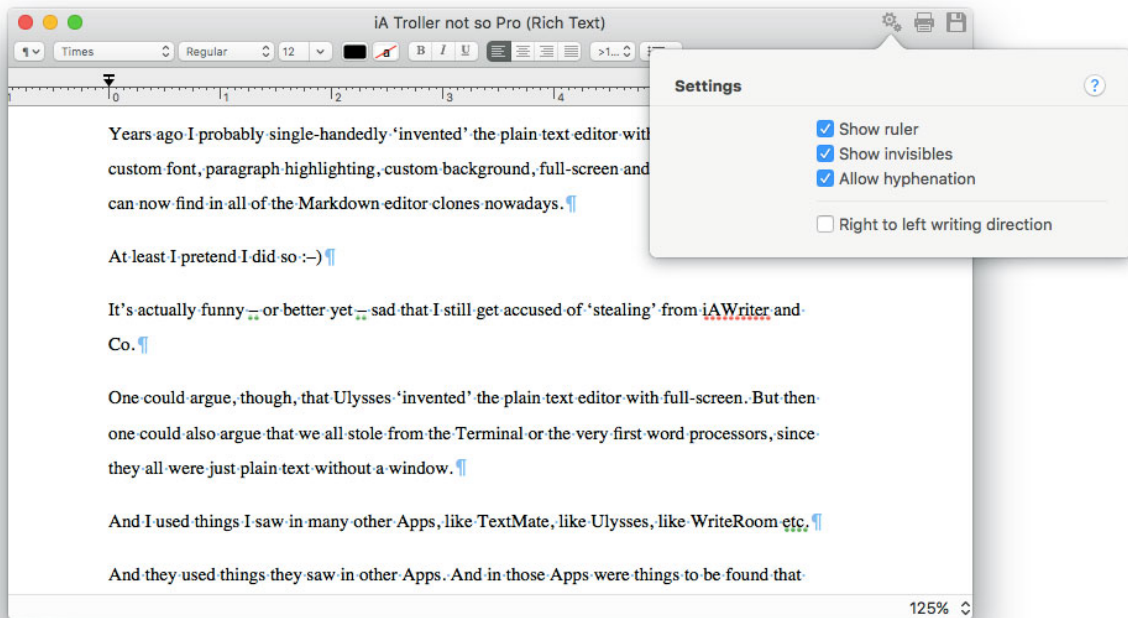 iA Troller not so Pro (Rich Text)
¶ Times Regular 12 a B I U >1...
Settings ?
0 1 2 3 4
Show ruler
Show invisibles
Allow hyphenation
Right to left writing direction
Years ago I probably single-handedly ‘invented’ the plain text editor with
custom font, paragraph highlighting, custom background, full-screen and
can now find in all of the Markdown editor clones nowadays.¶
At least I pretend I did so :–)¶
It’s actually funny – or better yet – sad that I still get accused of ‘stealing’ from iAWriter and
Co.¶
One could argue, though, that Ulysses ‘invented’ the plain text editor with full-screen. But then
one could also argue that we all stole from the Terminal or the very first word processors, since
they all were just plain text without a window.¶
And I used things I saw in many other Apps, like TextMate, like Ulysses, like WriteRoom etc.¶
And they used things they saw in other Apps. And in those Apps were things to be found that
125%